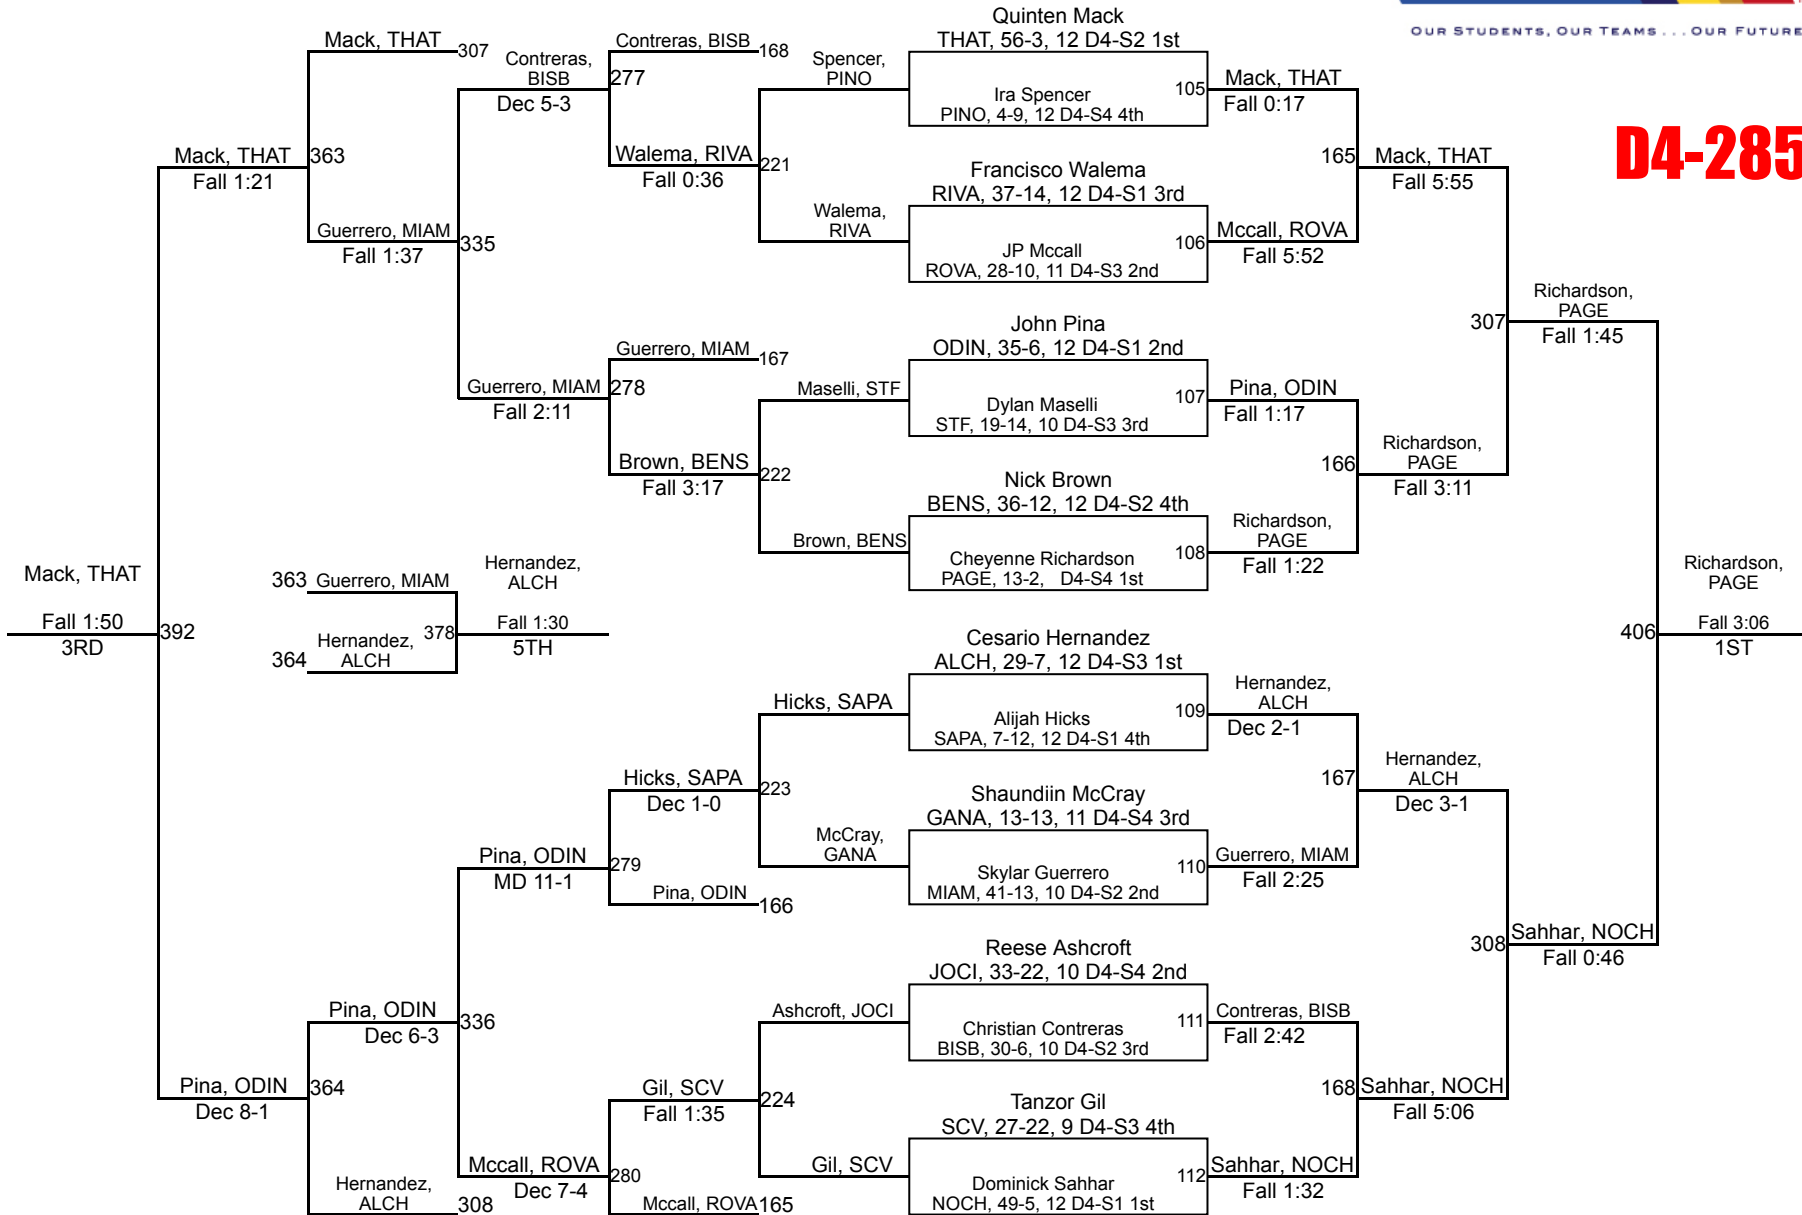 OUR STUDENTS, OUR TEAMS . . . OUR FUTURE
D4-285
Mack, THAT
307
Contreras,
BISB
Dec 5-3
277
Contreras, BISB
168
Spencer,
PINO
Quinten Mack
THAT, 56-3, 12 D4-S2 1st
Ira Spencer
PINO, 4-9, 12 D4-S4 4th
105
Mack, THAT
Fall 0:17
Mack, THAT
Fall 1:21
363
Walema, RIVA
Fall 0:36
221
Francisco Walema
RIVA, 37-14, 12 D4-S1 3rd
165
Mack, THAT
Fall 5:55
Guerrero, MIAM
Fall 1:37
335
Walema,
RIVA
JP Mccall
ROVA, 28-10, 11 D4-S3 2nd
106
Mccall, ROVA
Fall 5:52
John Pina
ODIN, 35-6, 12 D4-S1 2nd
307
Richardson,
PAGE
Fall 1:45
Guerrero, MIAM
167
Guerrero, MIAM
Fall 2:11
278
Maselli, STF
Dylan Maselli
STF, 19-14, 10 D4-S3 3rd
107
Pina, ODIN
Fall 1:17
Brown, BENS
Fall 3:17
222
Nick Brown
BENS, 36-12, 12 D4-S2 4th
166
Richardson,
PAGE
Fall 3:11
Brown, BENS
Cheyenne Richardson
PAGE, 13-2, D4-S4 1st
108
Richardson,
PAGE
Fall 1:22
Mack, THAT
Fall 1:50
3RD
392
363
Guerrero, MIAM
364
Hernandez,
ALCH
378
Hernandez,
ALCH
Fall 1:30
5TH
406
Richardson,
PAGE
Fall 3:06
1ST
Cesario Hernandez
ALCH, 29-7, 12 D4-S3 1st
Hicks, SAPA
Alijah Hicks
SAPA, 7-12, 12 D4-S1 4th
109
Hernandez,
ALCH
Dec 2-1
Hicks, SAPA
Dec 1-0
223
Shaundiin McCray
GANA, 13-13, 11 D4-S4 3rd
167
Hernandez,
ALCH
Dec 3-1
McCray,
GANA
Skylar Guerrero
MIAM, 41-13, 10 D4-S2 2nd
110
Guerrero, MIAM
Fall 2:25
Pina, ODIN
MD 11-1
279
Pina, ODIN
166
Reese Ashcroft
JOCI, 33-22, 10 D4-S4 2nd
308
Sahhar, NOCH
Fall 0:46
Pina, ODIN
Dec 6-3
336
Ashcroft, JOCI
Christian Contreras
BISB, 30-6, 10 D4-S2 3rd
111
Contreras, BISB
Fall 2:42
Pina, ODIN
Dec 8-1
364
Gil, SCV
Fall 1:35
224
Tanzor Gil
SCV, 27-22, 9 D4-S3 4th
168
Sahhar, NOCH
Fall 5:06
Mccall, ROVA
Dec 7-4
280
Gil, SCV
Dominick Sahhar
NOCH, 49-5, 12 D4-S1 1st
112
Sahhar, NOCH
Fall 1:32
Hernandez,
ALCH
308
Mccall, ROVA
165